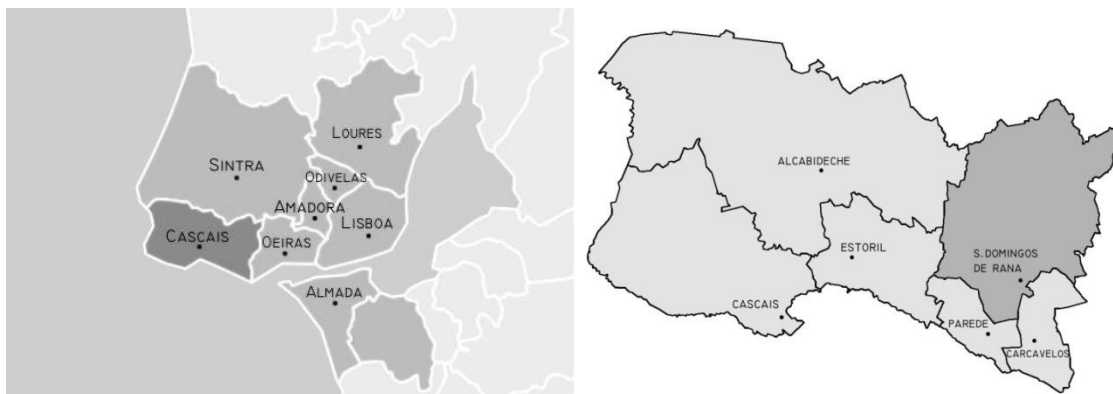 LOURES
SINTRA
ODIVELAS
AMADORA
LISBOA
CASCAIS
OEIRAS
ALMADA
ALCABIDECHE
ESTORIL
S.DOMINGOS
DE RANA
CASCAIS
PAREDE
CARCAVELOS